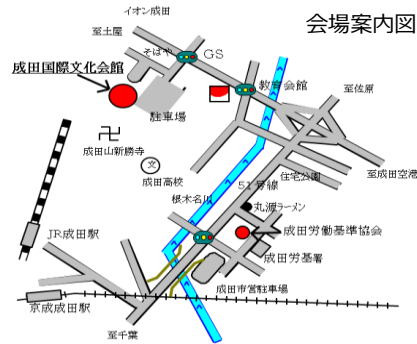 会場案内図
イオン成田
至土屋
そばや
GS
成田国際文化会館
教育会館
至佐原
駐車場
成田山新勝寺
文
成田高校
住宅公園
至成田空港
51号線
根木名川
丸源ラーメン
成田労働基準協会
JR成田駅
成田労基署
成田市営駐車場
京成成田駅
至千葉